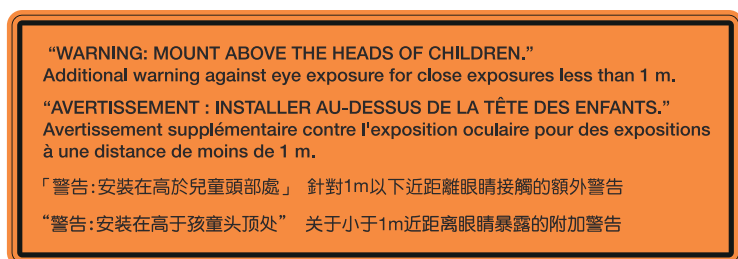 “WARNING: MOUNT ABOVE THE HEADS OF CHILDREN.”
Additional warning against eye exposure for close exposures less than 1 m.
“AVERTISSEMENT : INSTALLER AU-DESSUS DE LA TÊTE DES ENFANTS.”
Avertissement supplémentaire contre l'exposition oculaire pour des expositions
à une distance de moins de 1 m.
「警告:安裝在高於兒童頭部處」 針對1m以下近距離眼睛接觸的額外警告
“警告:安装在高于孩童头顶处” 关于小于1m近距离眼睛暴露的附加警告